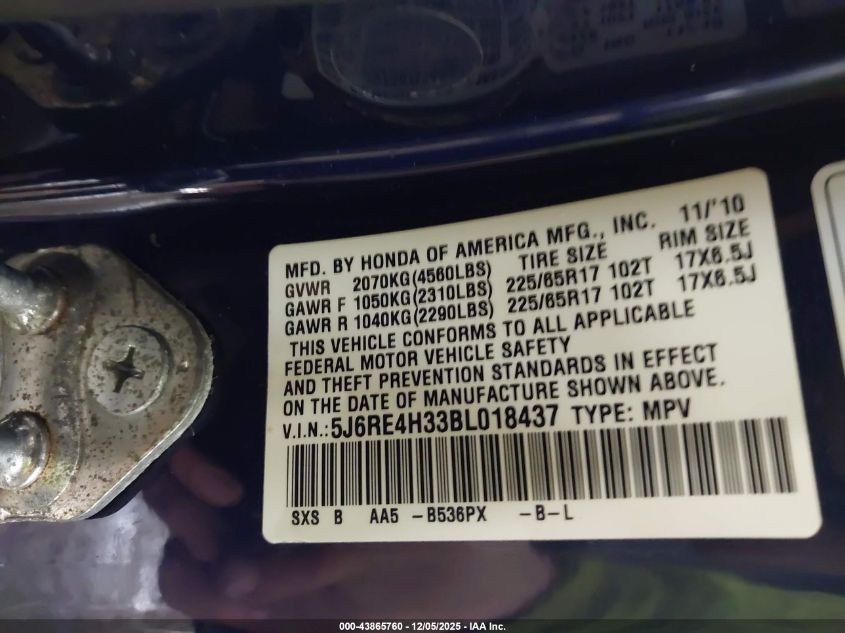 MFD. BY HONDA OF AMERICA MFG., INC. 11/'10
GVWR 2070KG(4560LBS) TIRE SIZE RIM SIZE
GAWR F 1050KG(2310LBS) 225/65R17 102T 17X6.5J
GAWR R 1040KG(2290LBS) 225/65R17 102T 17X6.5J
THIS VEHICLE CONFORMS TO ALL APPLICABLE
FEDERAL MOTOR VEHICLE SAFETY
AND THEFT PREVENTION STANDARDS IN EFFECT
ON THE DATE OF MANUFACTURE SHOWN ABOVE.
V.I.N.:5J6RE4H33BL018437 TYPE: MPV
SXS B AA5 -B536PX -B-L
000-43865760 - 12/05/2025 - IAA Inc.